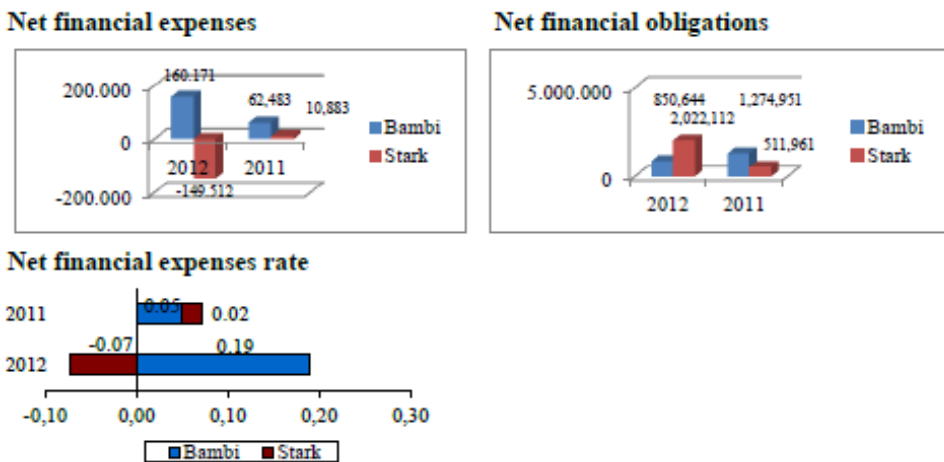 Net financial expenses
200.000
0
-200.000
160.171
62,483
10,883
2012
2011
-149.512
Bambi
Stark
Net financial obligations
5.000.000
0
850,644
1,274,951
2,022,112
511,961
2012
2011
Bambi
Stark
Net financial expenses rate
2011
0.05
0.02
-0.07
0.19
2012
-0,10 0,00 0,10 0,20 0,30
Bambi Stark